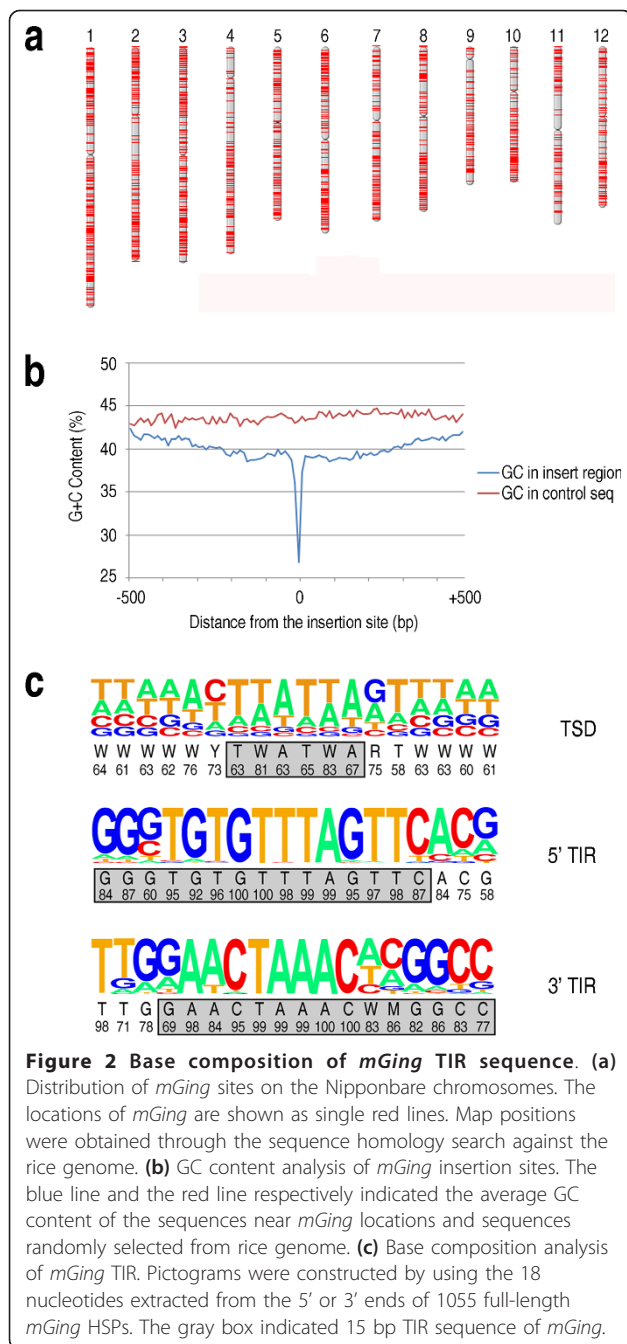 a
1 2 3 4 5 6 7 8 9 10 11 12
b
50
45
40
35
30
25
G+C Content (%)
-500 0 +500
Distance from the insertion site (bp)
GC in insert region
GC in control seq
c
TTAAACTTATTAGTTTAA
W W W W W Y T W A T W A R T W W W W
64 61 63 62 76 73 63 81 63 65 83 67 75 58 63 63 60 61
TSD
GGGTGTGTTTAGTTCACG
G G G T G T G T T T A G T T C A C G
84 87 60 95 92 96 100 100 98 99 99 95 97 98 87 84 75 58
5' TIR
TTGGAACTAAACACGGCC
T T G G A A C T A A A C W M G G C C
98 71 78 69 98 84 95 99 99 99 100 100 83 86 82 86 83 77
3' TIR
Figure 2 Base composition of mGing TIR sequence. (a)
Distribution of mGing sites on the Nipponbare chromosomes. The
locations of mGing are shown as single red lines. Map positions
were obtained through the sequence homology search against the
rice genome. (b) GC content analysis of mGing insertion sites. The
blue line and the red line respectively indicated the average GC
content of the sequences near mGing locations and sequences
randomly selected from rice genome. (c) Base composition analysis
of mGing TIR. Pictograms were constructed by using the 18
nucleotides extracted from the 5' or 3' ends of 1055 full-length
mGing HSPs. The gray box indicated 15 bp TIR sequence of mGing.